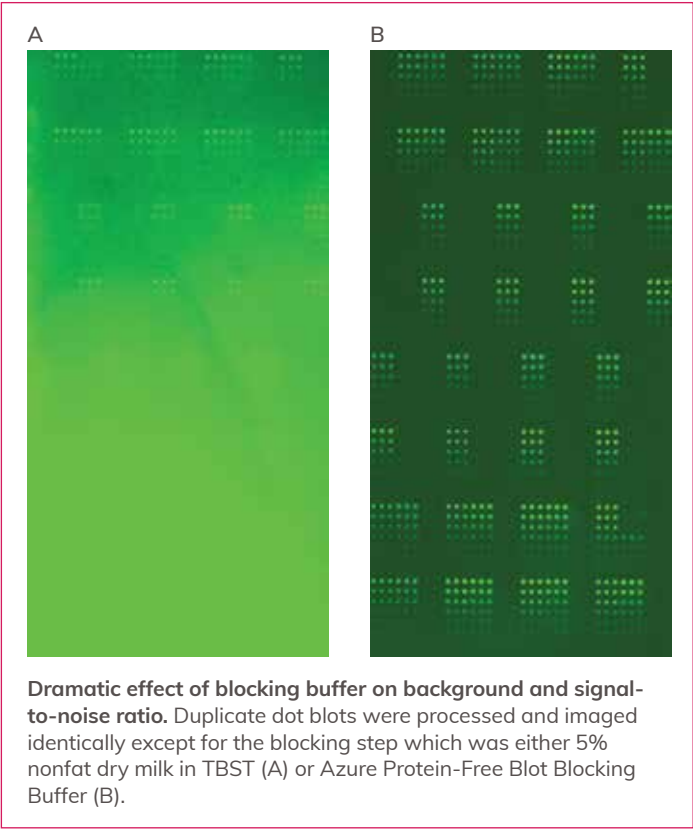 A
B
Dramatic effect of blocking buffer on background and signal-
to-noise ratio. Duplicate dot blots were processed and imaged
identically except for the blocking step which was either 5%
nonfat dry milk in TBST (A) or Azure Protein-Free Blot Blocking
Buffer (B).